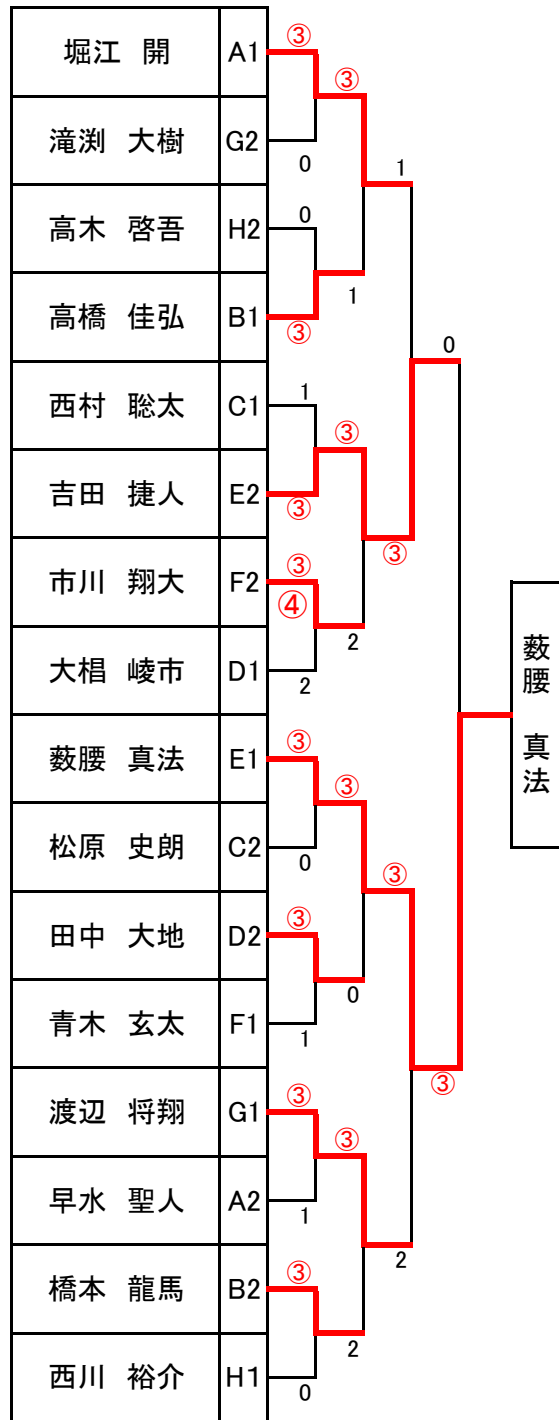 堀江 開 A1 ③
③
滝渕 大樹 G2 0
1
高木 啓吾 H2 0
1
高橋 佳弘 B1 ③
0
西村 聡太 C1 1
③
吉田 捷人 E2 ③
③
市川 翔大 F2 ③
④
2
大椙 崚市 D1 2
薮腰 真法
薮腰 真法 E1 ③
③
松原 史朗 C2 0
③
田中 大地 D2 ③
0
青木 玄太 F1 1
③
渡辺 将翔 G1 ③
③
早水 聖人 A2 1
2
橋本 龍馬 B2 ③
2
西川 裕介 H1 0